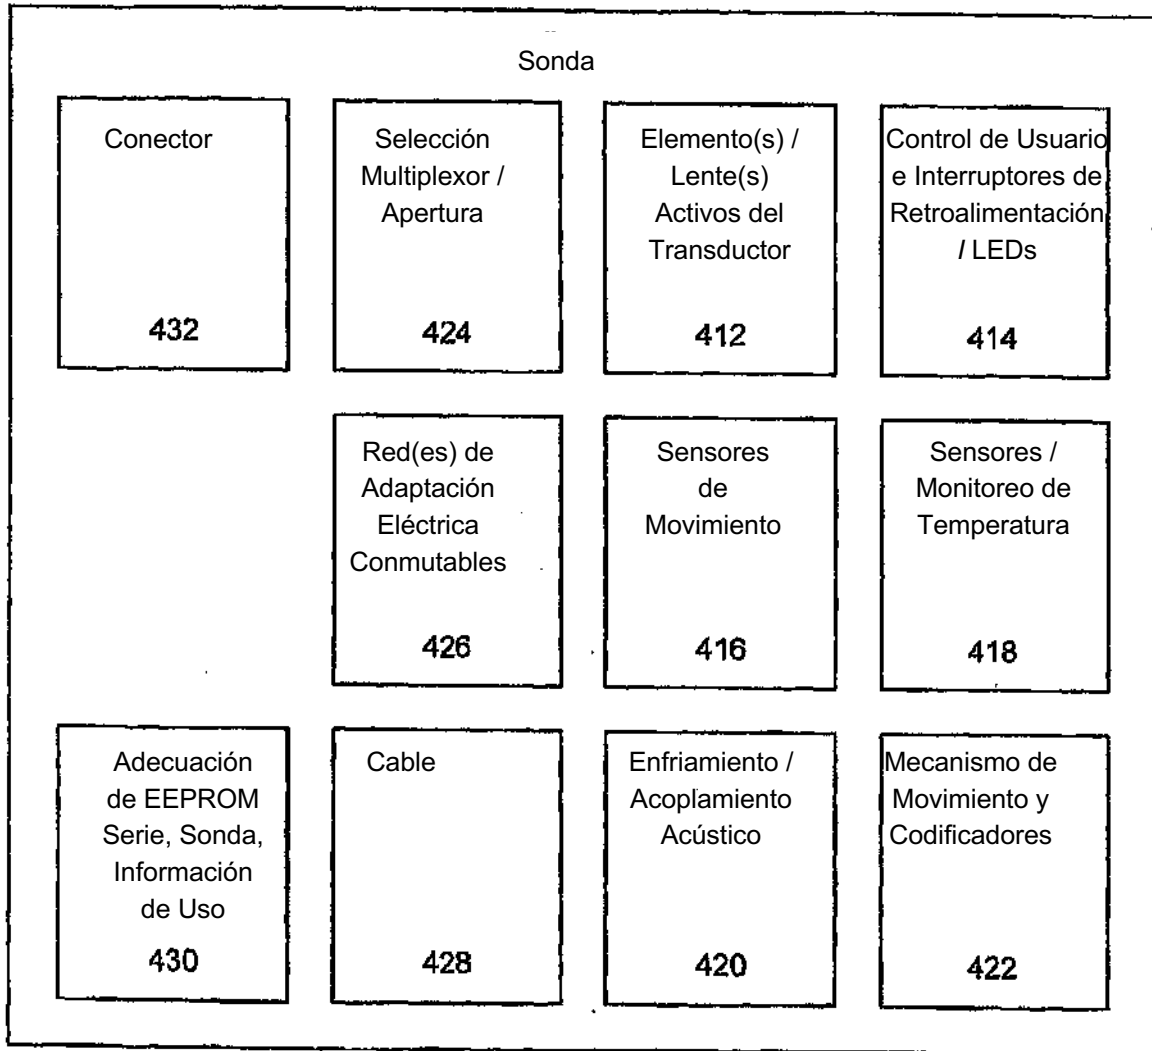 Sonda
Conector
432
Selección
Multiplexor /
Apertura
424
Elemento(s) /
Lente(s)
Activos del
Transductor
412
Control de Usuario
e Interruptores de
Retroalimentación
/ LEDs
414
Red(es) de
Adaptación
Eléctrica
Conmutables
426
Sensores
de
Movimiento
416
Sensores /
Monitoreo de
Temperatura
418
Adecuación
de EEPROM
Serie, Sonda,
Información
de Uso
430
Cable
428
Enfriamiento /
Acoplamiento
Acústico
420
Mecanismo de
Movimiento y
Codificadores
422